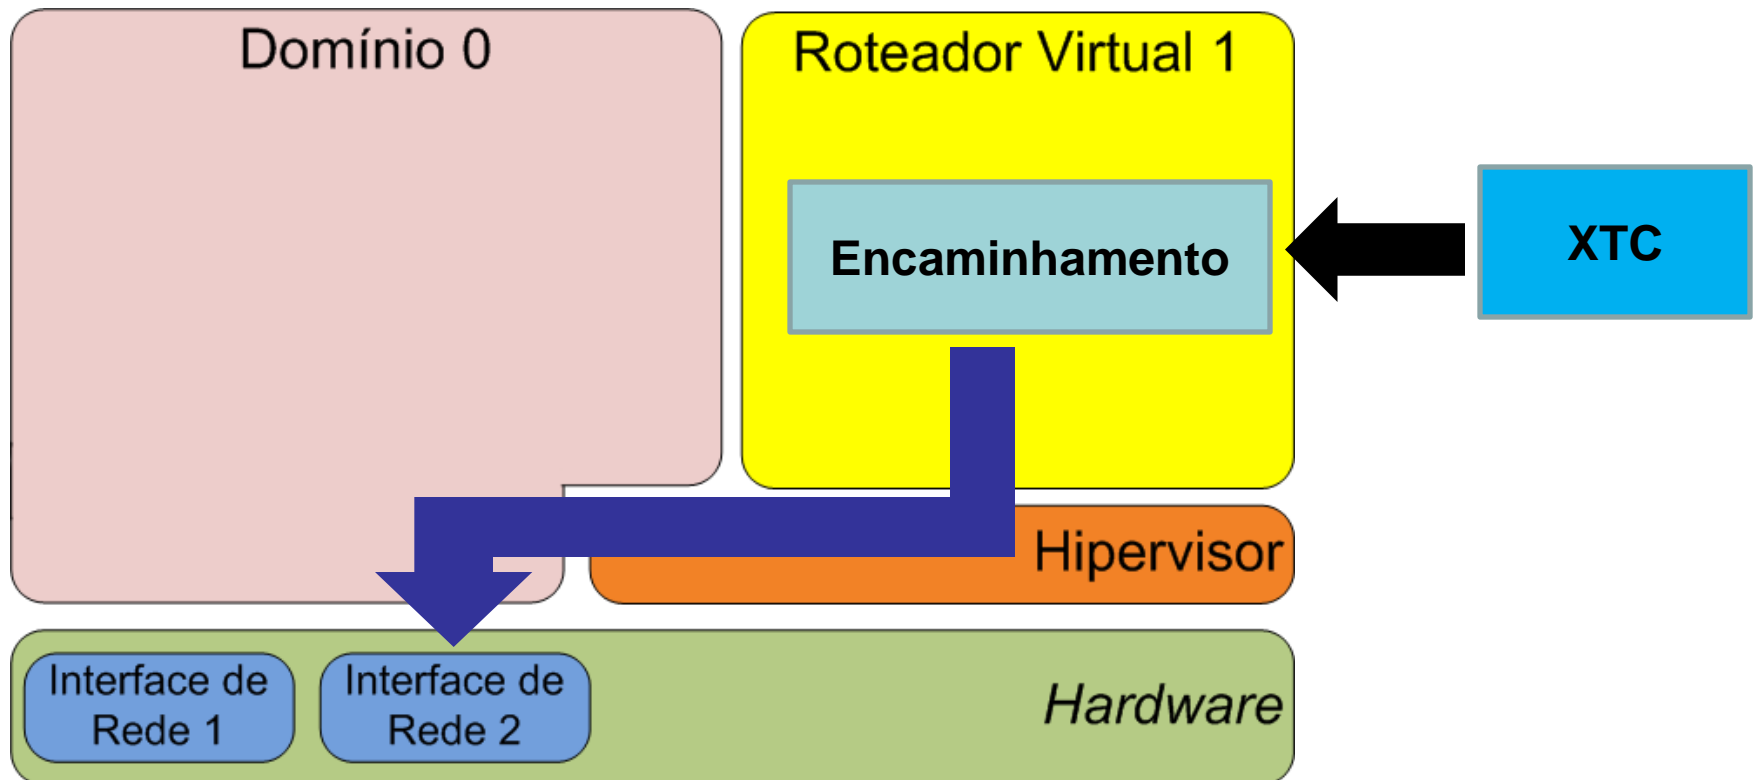 Domínio 0
Roteador Virtual 1
Encaminhamento
XTC
Hipervisor
Interface de
Rede 1
Interface de
Rede 2
Hardware